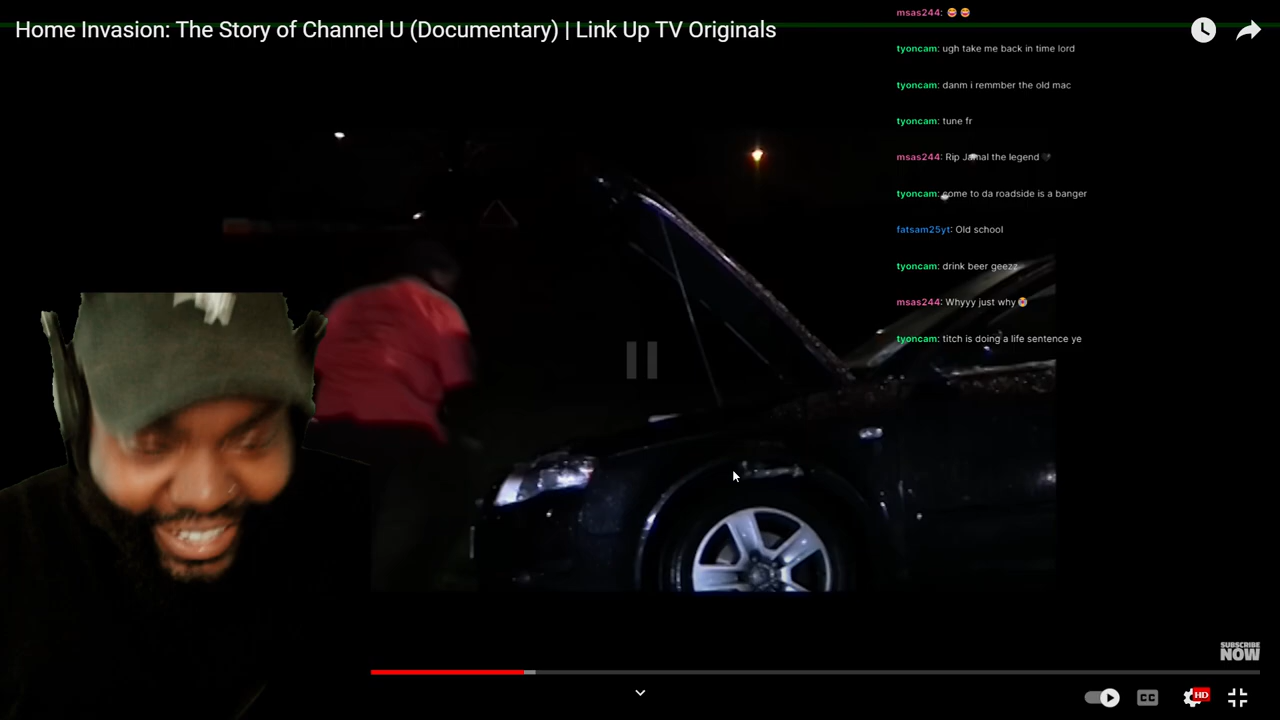 Home Invasion: The Story of Channel U (Documentary) | Link Up TV Originals
msas244: 😂 😂
tyoncam: ugh take me back in time lord
tyoncam: danm i remmber the old mac
tyoncam: tune fr
msas244: Rip Jamal the legend 🖤
tyoncam: come to da roadside is a banger
fatsam25yt: Old school
tyoncam: drink beer geezz
msas244: Whyyy just why
tyoncam: titch is doing a life sentence ye
SUBSCRIBE
NOW
CC
HD